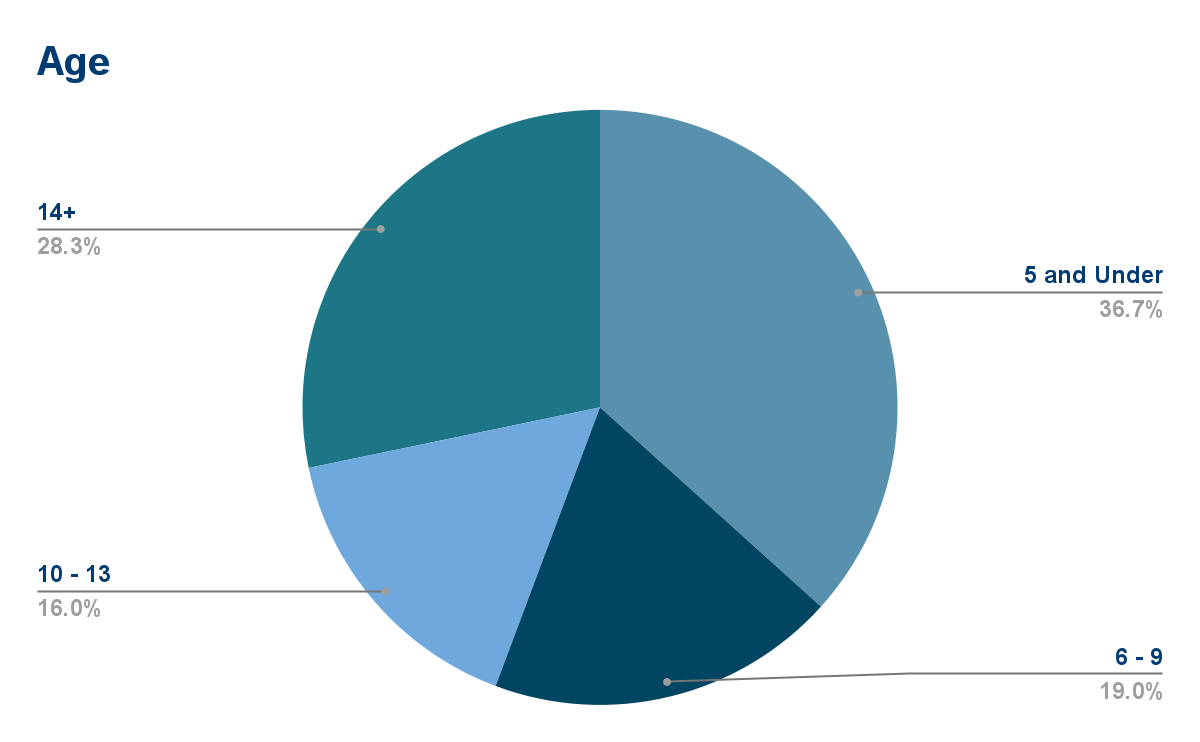 Age
14+
28.3%
5 and Under
36.7%
10 - 13
16.0%
6 - 9
19.0%